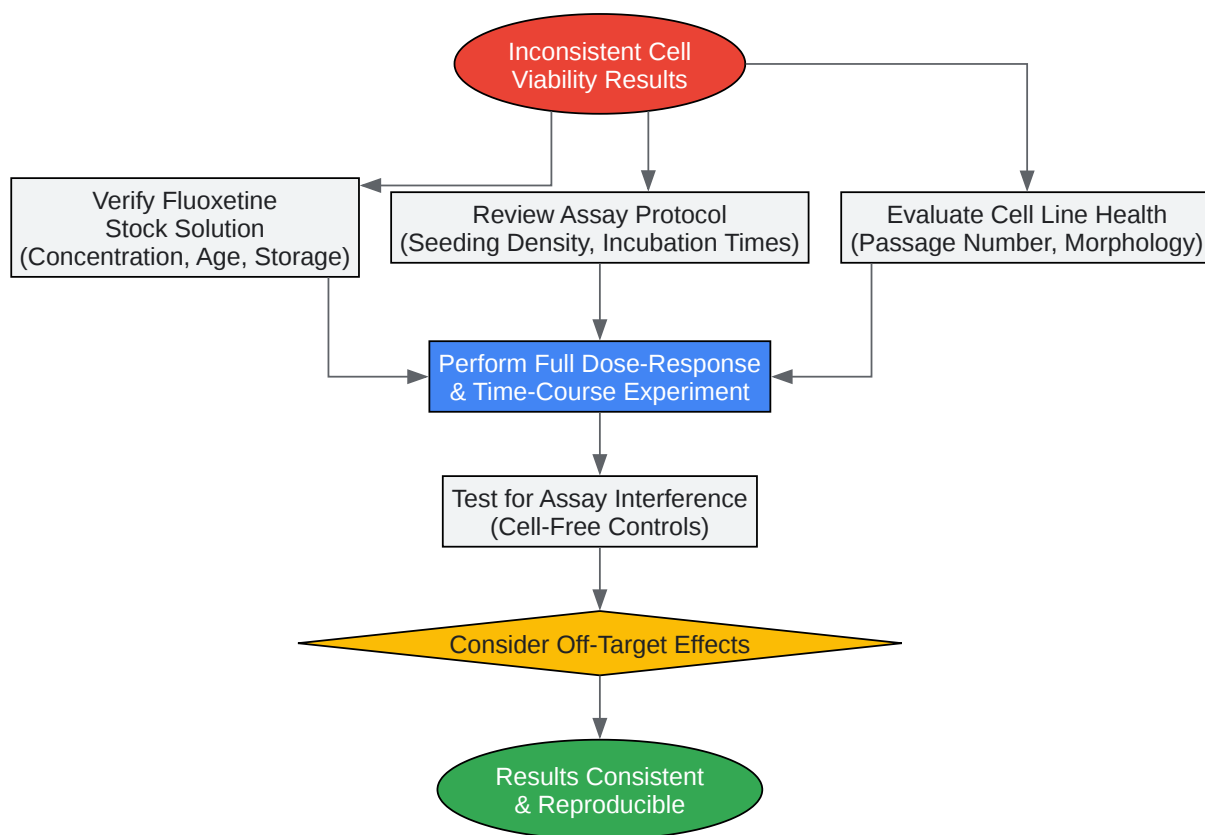 Inconsistent Cell
Viability Results
Verify Fluoxetine
Stock Solution
(Concentration, Age, Storage)
Review Assay Protocol
(Seeding Density, Incubation Times)
Evaluate Cell Line Health
(Passage Number, Morphology)
Perform Full Dose-Response
& Time-Course Experiment
Test for Assay Interference
(Cell-Free Controls)
Consider Off-Target Effects
Results Consistent
& Reproducible